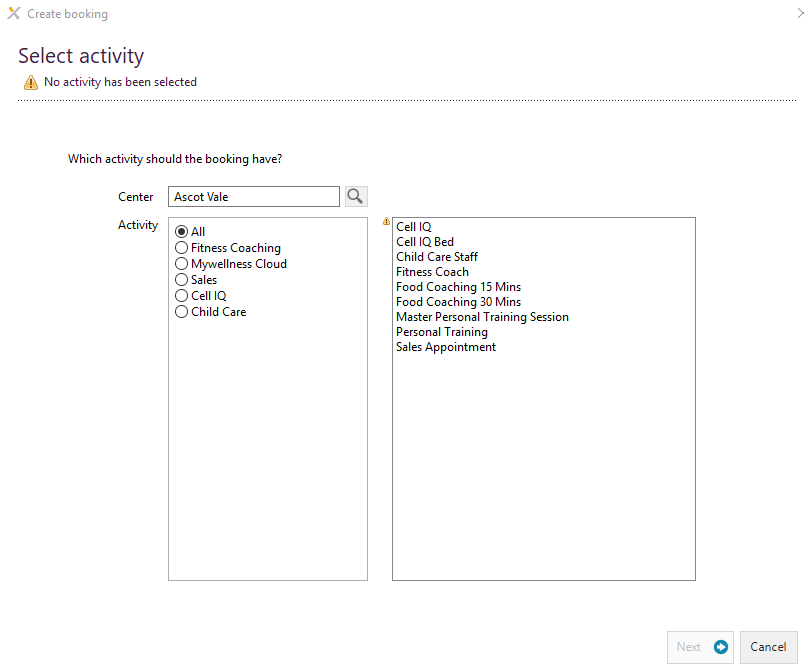 Create booking
Select activity
No activity has been selected
Which activity should the booking have?
Center Ascot Vale
Activity
All
Fitness Coaching
Mywellness Cloud
Sales
Cell IQ
Child Care
Cell IQ
Cell IQ Bed
Child Care Staff
Fitness Coach
Food Coaching 15 Mins
Food Coaching 30 Mins
Master Personal Training Session
Personal Training
Sales Appointment
Next Cancel